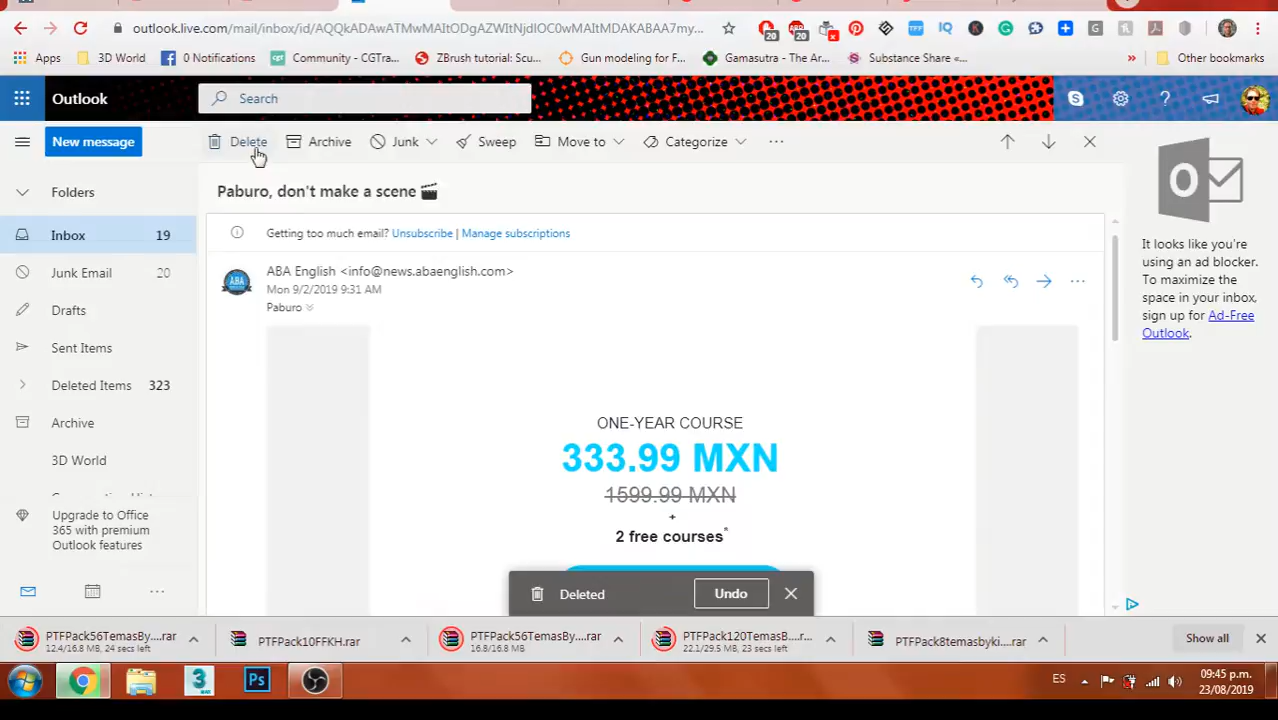 outlook.live.com/mail/inbox/id/AQQkADAwATMwMAItODgAZWItNjdlOC0wMAItMDAKABAA7my...
20
20
Apps
3D World
0 Notifications
Community - CGTra...
ZBrush tutorial: Scu...
Gun modeling for F...
Gamasutra - The Ar...
Substance Share «...
»
Other bookmarks
Outlook
Search
New message
Delete
Archive
Junk
Sweep
Move to
Categorize
Folders
Inbox 19
Junk Email 20
Drafts
Sent Items
Deleted Items 323
Archive
3D World
Upgrade to Office
365 with premium
Outlook features
Paburo, don't make a scene 🎬
Getting too much email? Unsubscribe | Manage subscriptions
ABA
ABA English <info@news.abaenglish.com>
Mon 9/2/2019 9:31 AM
Paburo
ONE-YEAR COURSE
333.99 MXN
1599.99 MXN
+
2 free courses*
Deleted
Undo
It looks like you're
using an ad blocker.
To maximize the
space in your inbox,
sign up for Ad-Free
Outlook.
PTFPack56TemasBy....rar
12.4/16.8 MB, 24 secs left
PTFPack10FFKH.rar
PTFPack56TemasBy....rar
16.8/16.8 MB
PTFPack120TemasB....r...
22.1/29.5 MB, 23 secs left
PTFPack8temasbyki....rar
Show all
3
Ps
ES
09:45 p.m.
23/08/2019